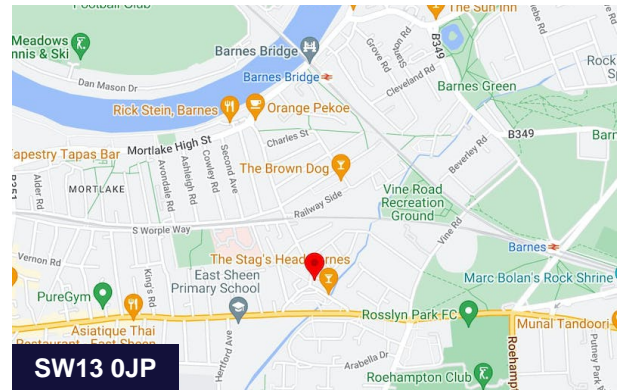 Football Club
The Sun Inn
Meadows
nnis & Ski
Barnes Bridge
Grove Rd
B349
Dan Mason Dr
Barnes Bridge
Cleveland Rd
Barnes Green
Rick Stein, Barnes
Orange Pekoe
Mortlake High St
Charles St
B349
Tapestry Tapas Bar
Second Ave
Cowley Rd
Ashleigh Rd
Avondale Rd
The Brown Dog
Beverley Rd
Alder Rd
MORTLAKE
Railway Side
Vine Road
Recreation
Ground
S Worple Way
Vine Rd
Barnes
Vernon Rd
King's Rd
The Stag's Head
rnes
Marc Bolan's Rock Shrine
East Sheen
Primary School
PureGym
Rosslyn Park FC
Asiatique Thai
Restaurant - East Sheen
Hertford Ave
Munal Tandoori
Arabella Dr
Putney Park
Roehampton Club
SW13 0JP